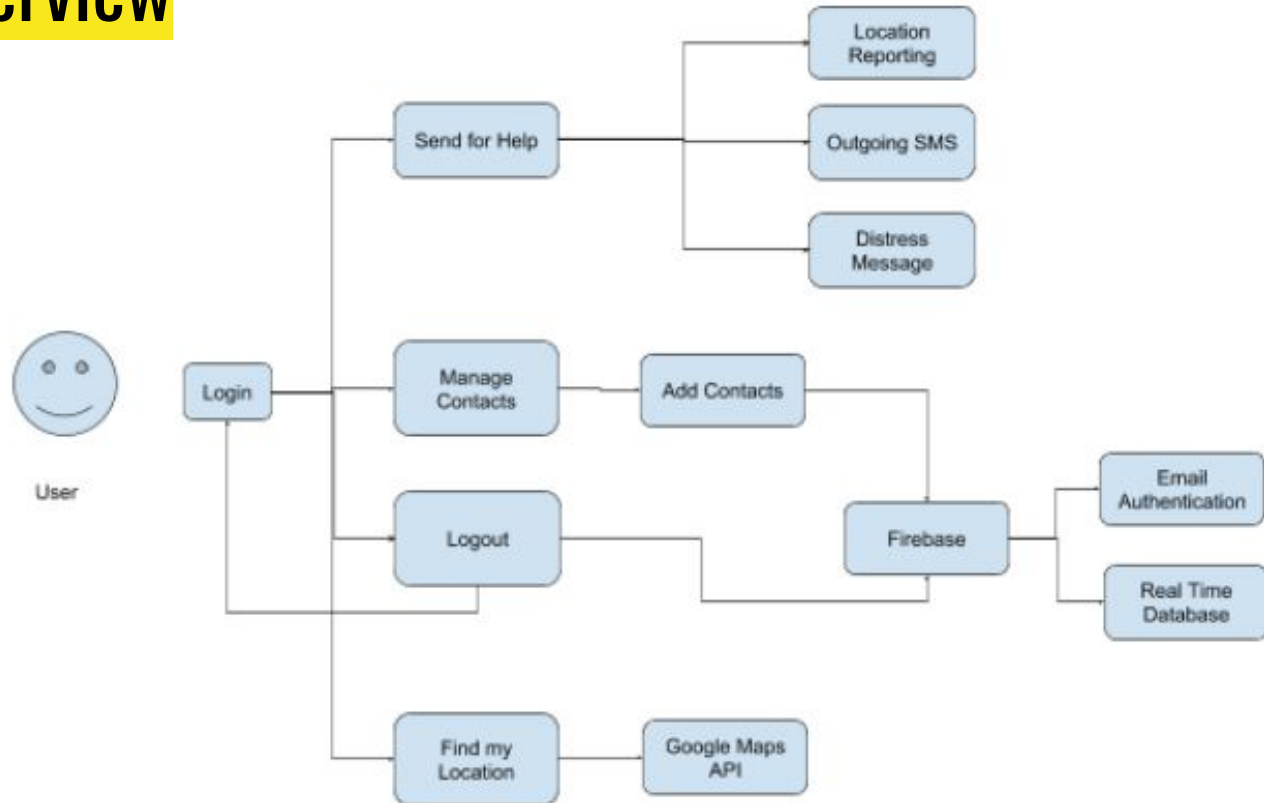 Location
Reporting
Send for Help
Outgoing SMS
Distress
Message
Login
Manage
Contacts
Add Contacts
User
Logout
Firebase
Email
Authentication
Real Time
Database
Find my
Location
Google Maps
API